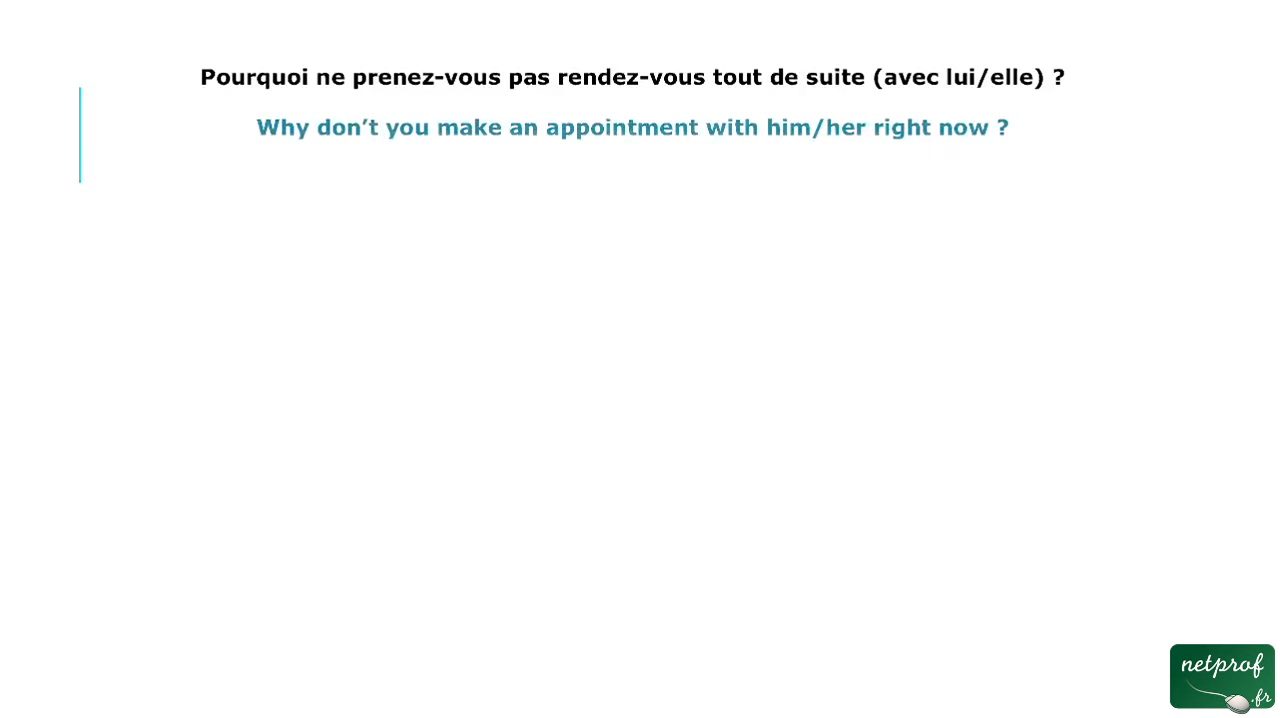 Pourquoi ne prenez-vous pas rendez-vous tout de suite (avec lui/elle) ?
Why don’t you make an appointment with him/her right now ?
netprof
.fr